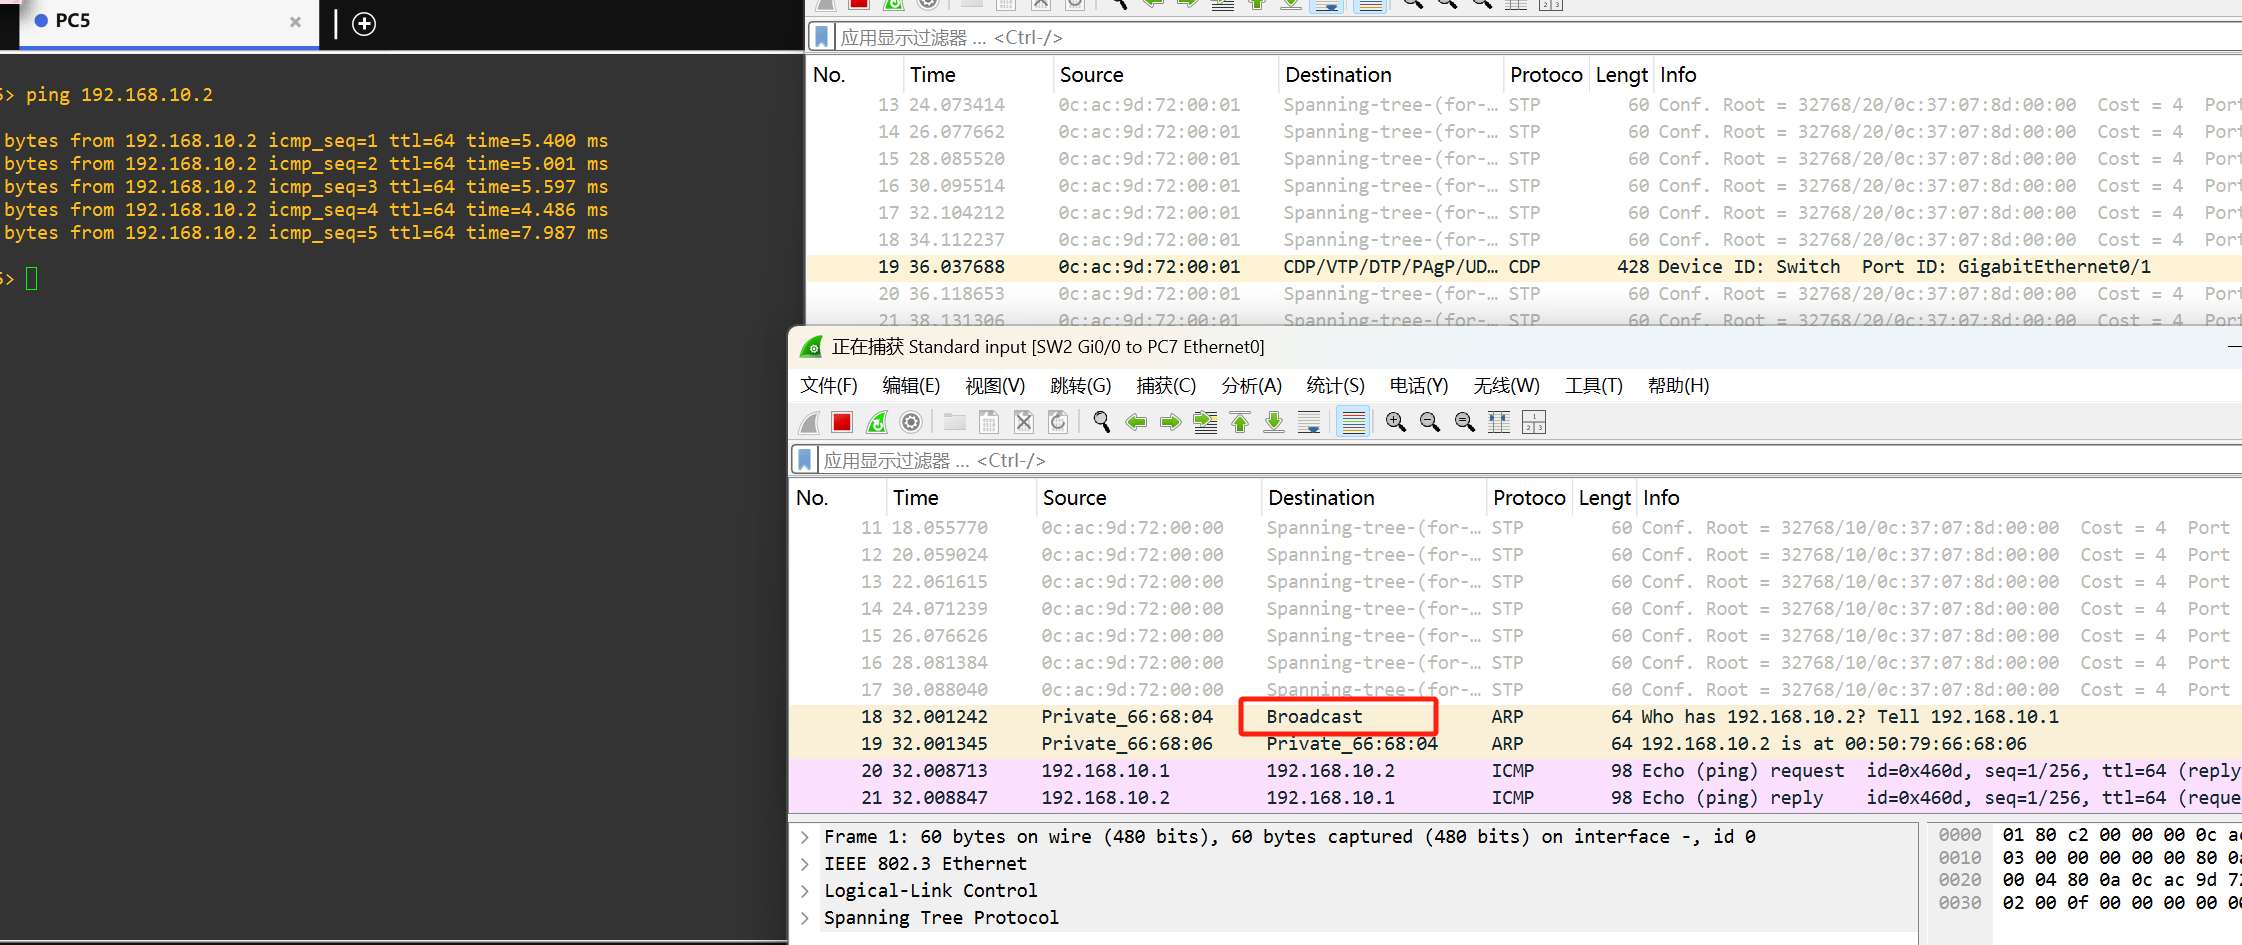 PC5
5> ping 192.168.10.2
bytes from 192.168.10.2 icmp_seq=1 ttl=64 time=5.400 ms
bytes from 192.168.10.2 icmp_seq=2 ttl=64 time=5.001 ms
bytes from 192.168.10.2 icmp_seq=3 ttl=64 time=5.597 ms
bytes from 192.168.10.2 icmp_seq=4 ttl=64 time=4.486 ms
bytes from 192.168.10.2 icmp_seq=5 ttl=64 time=7.987 ms
5>
应用显示过滤器 … <Ctrl-/>
No. Time Source Destination Protoco Lengt Info
13 24.073414 0c:ac:9d:72:00:01 Spanning-tree-(for-… STP 60 Conf. Root = 32768/20/0c:37:07:8d:00:00 Cost = 4 Port
14 26.077662 0c:ac:9d:72:00:01 Spanning-tree-(for-… STP 60 Conf. Root = 32768/20/0c:37:07:8d:00:00 Cost = 4 Port
15 28.085520 0c:ac:9d:72:00:01 Spanning-tree-(for-… STP 60 Conf. Root = 32768/20/0c:37:07:8d:00:00 Cost = 4 Port
16 30.095514 0c:ac:9d:72:00:01 Spanning-tree-(for-… STP 60 Conf. Root = 32768/20/0c:37:07:8d:00:00 Cost = 4 Port
17 32.104212 0c:ac:9d:72:00:01 Spanning-tree-(for-… STP 60 Conf. Root = 32768/20/0c:37:07:8d:00:00 Cost = 4 Port
18 34.112237 0c:ac:9d:72:00:01 Spanning-tree-(for-… STP 60 Conf. Root = 32768/20/0c:37:07:8d:00:00 Cost = 4 Port
19 36.037688 0c:ac:9d:72:00:01 CDP/VTP/DTP/PAgP/UD… CDP 428 Device ID: Switch Port ID: GigabitEthernet0/1
20 36.118653 0c:ac:9d:72:00:01 Spanning-tree-(for-… STP 60 Conf. Root = 32768/20/0c:37:07:8d:00:00 Cost = 4 Port
21 38.131306 0c:ac:9d:72:00:01 Spanning-tree-(for-… STP 60 Conf. Root = 32768/20/0c:37:07:8d:00:00 Cost = 4 Port
正在捕获 Standard input [SW2 Gi0/0 to PC7 Ethernet0]
文件(F) 编辑(E) 视图(V) 跳转(G) 捕获(C) 分析(A) 统计(S) 电话(Y) 无线(W) 工具(T) 帮助(H)
应用显示过滤器 … <Ctrl-/>
No. Time Source Destination Protoco Lengt Info
11 18.055770 0c:ac:9d:72:00:00 Spanning-tree-(for-… STP 60 Conf. Root = 32768/10/0c:37:07:8d:00:00 Cost = 4 Port
12 20.059024 0c:ac:9d:72:00:00 Spanning-tree-(for-… STP 60 Conf. Root = 32768/10/0c:37:07:8d:00:00 Cost = 4 Port
13 22.061615 0c:ac:9d:72:00:00 Spanning-tree-(for-… STP 60 Conf. Root = 32768/10/0c:37:07:8d:00:00 Cost = 4 Port
14 24.071239 0c:ac:9d:72:00:00 Spanning-tree-(for-… STP 60 Conf. Root = 32768/10/0c:37:07:8d:00:00 Cost = 4 Port
15 26.076626 0c:ac:9d:72:00:00 Spanning-tree-(for-… STP 60 Conf. Root = 32768/10/0c:37:07:8d:00:00 Cost = 4 Port
16 28.081384 0c:ac:9d:72:00:00 Spanning-tree-(for-… STP 60 Conf. Root = 32768/10/0c:37:07:8d:00:00 Cost = 4 Port
17 30.088040 0c:ac:9d:72:00:00 Spanning-tree-(for-… STP 60 Conf. Root = 32768/10/0c:37:07:8d:00:00 Cost = 4 Port
18 32.001242 Private_66:68:04 Broadcast ARP 64 Who has 192.168.10.2? Tell 192.168.10.1
19 32.001345 Private_66:68:06 Private_66:68:04 ARP 64 192.168.10.2 is at 00:50:79:66:68:06
20 32.008713 192.168.10.1 192.168.10.2 ICMP 98 Echo (ping) request id=0x460d, seq=1/256, ttl=64 (reply
21 32.008847 192.168.10.2 192.168.10.1 ICMP 98 Echo (ping) reply id=0x460d, seq=1/256, ttl=64 (reque
Frame 1: 60 bytes on wire (480 bits), 60 bytes captured (480 bits) on interface -, id 0
IEEE 802.3 Ethernet
Logical-Link Control
Spanning Tree Protocol
0000 01 80 c2 00 00 00 0c ac
0010 03 00 00 00 00 00 80 0a
0020 00 04 80 0a 0c ac 9d 72
0030 02 00 0f 00 00 00 00 00